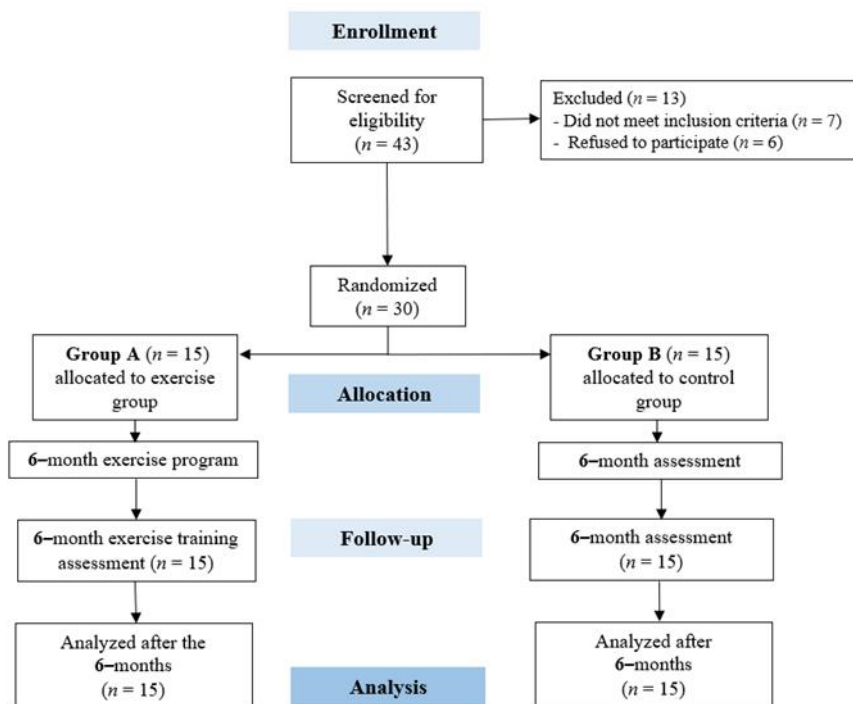 Enrollment
Screened for
eligibility
(n = 43)
Excluded (n = 13)
- Did not meet inclusion criteria (n = 7)
- Refused to participate (n = 6)
Randomized
(n = 30)
Group A (n = 15)
allocated to exercise
group
Group B (n = 15)
allocated to control
group
Allocation
6–month exercise program
6–month assessment
6–month exercise training
assessment (n = 15)
Follow-up
6–month assessment
(n = 15)
Analyzed after the
6–months
(n = 15)
Analyzed after
6–months
(n = 15)
Analysis